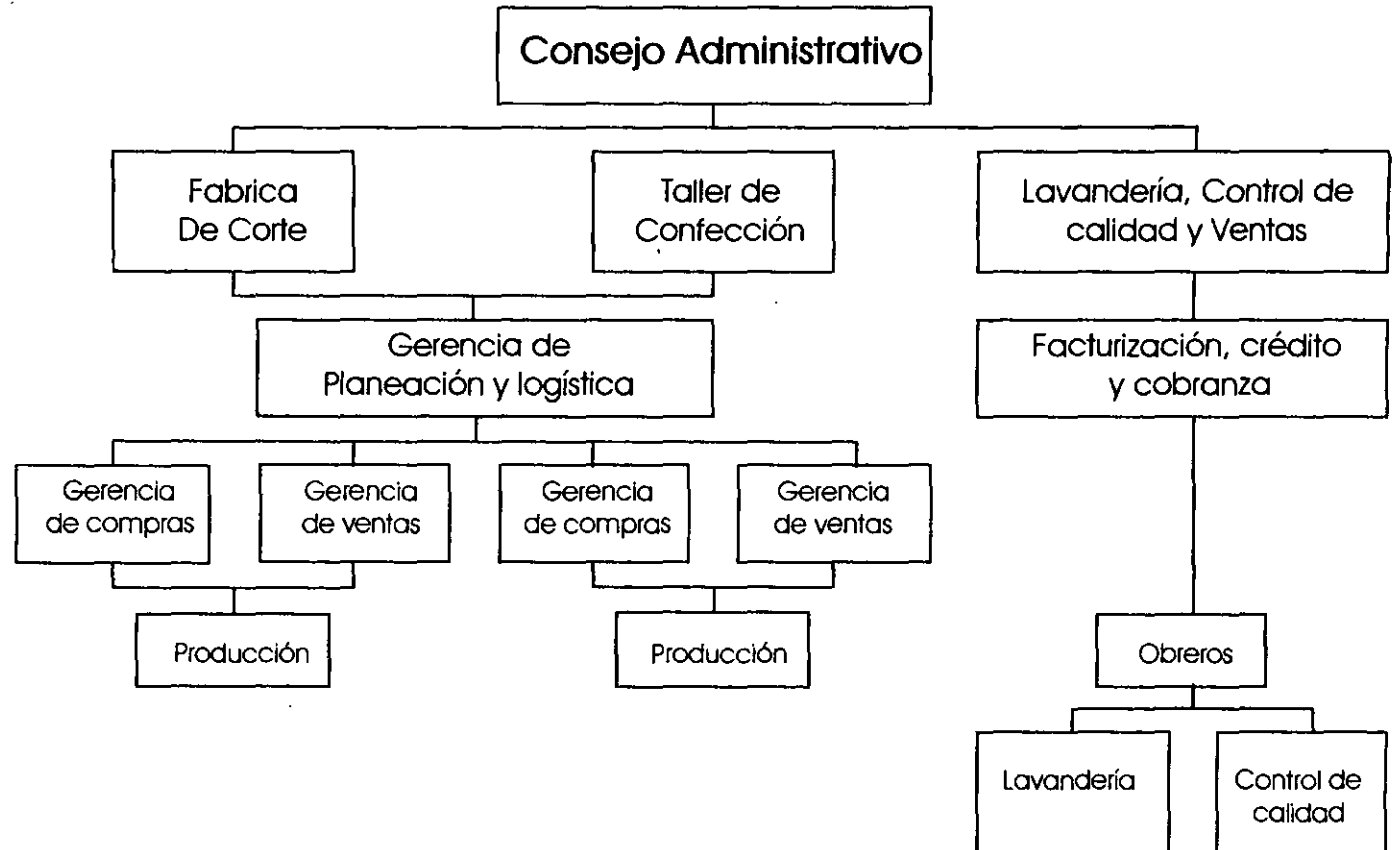 Consejo Administrativo
Fabrica
De Corte
Taller de
Confección
Lavandería, Control de
calidad y Ventas
Gerencia de
Planeación y logística
Facturización, crédito
y cobranza
Gerencia
de compras
Gerencia
de ventas
Gerencia
de compras
Gerencia
de ventas
Producción
Producción
Obreros
Lavandería
Control de
calidad